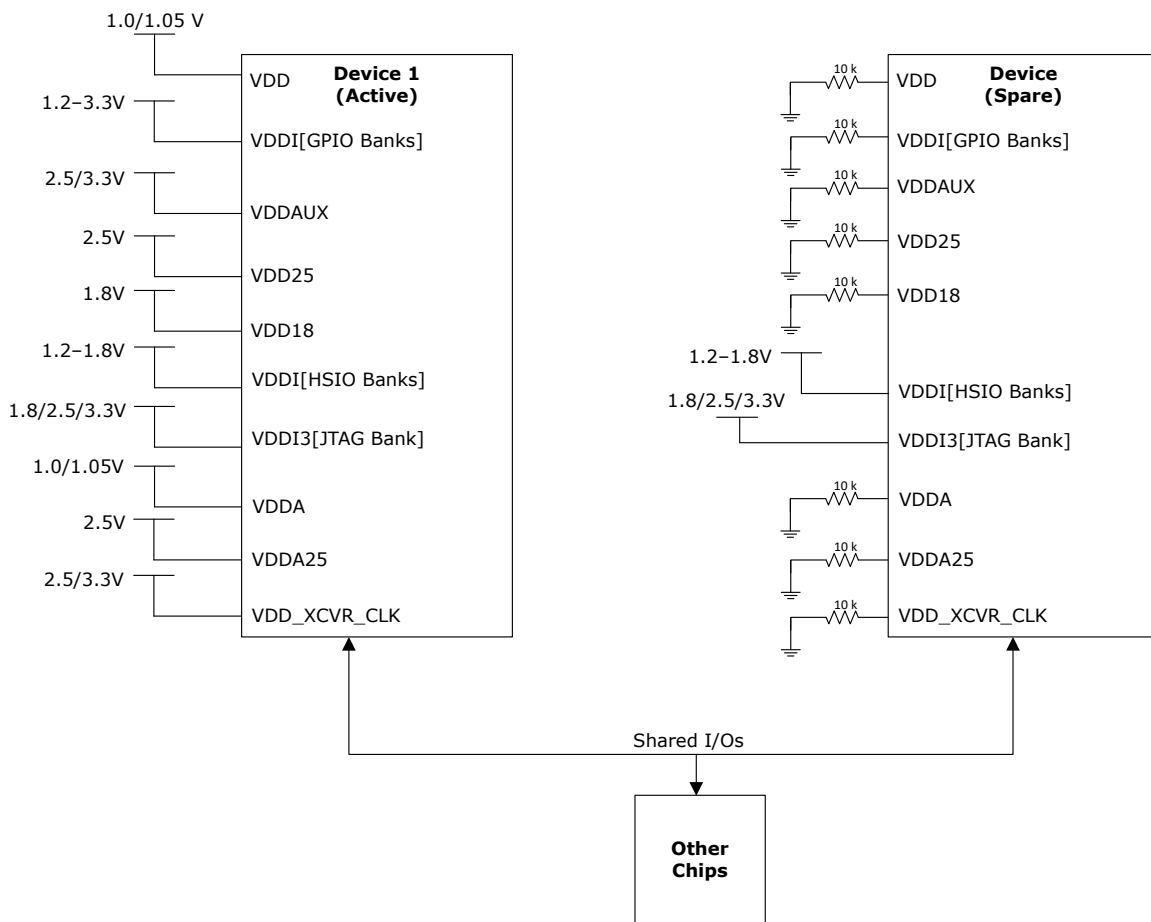 1.0/1.05 V
VDD
Device 1
(Active)
1.2–3.3V
VDDI[GPIO Banks]
2.5/3.3V
VDDAUX
2.5V
VDD25
1.8V
VDD18
1.2–1.8V
VDDI[HSIO Banks]
1.8/2.5/3.3V
VDDI3[JTAG Bank]
1.0/1.05V
VDDA
2.5V
VDDA25
2.5/3.3V
VDD_XCVR_CLK
10 k
VDD
Device
(Spare)
10 k
VDDI[GPIO Banks]
10 k
VDDAUX
10 k
VDD25
10 k
VDD18
1.2–1.8V
VDDI[HSIO Banks]
1.8/2.5/3.3V
VDDI3[JTAG Bank]
10 k
VDDA
10 k
VDDA25
10 k
VDD_XCVR_CLK
Shared I/Os
Other
Chips